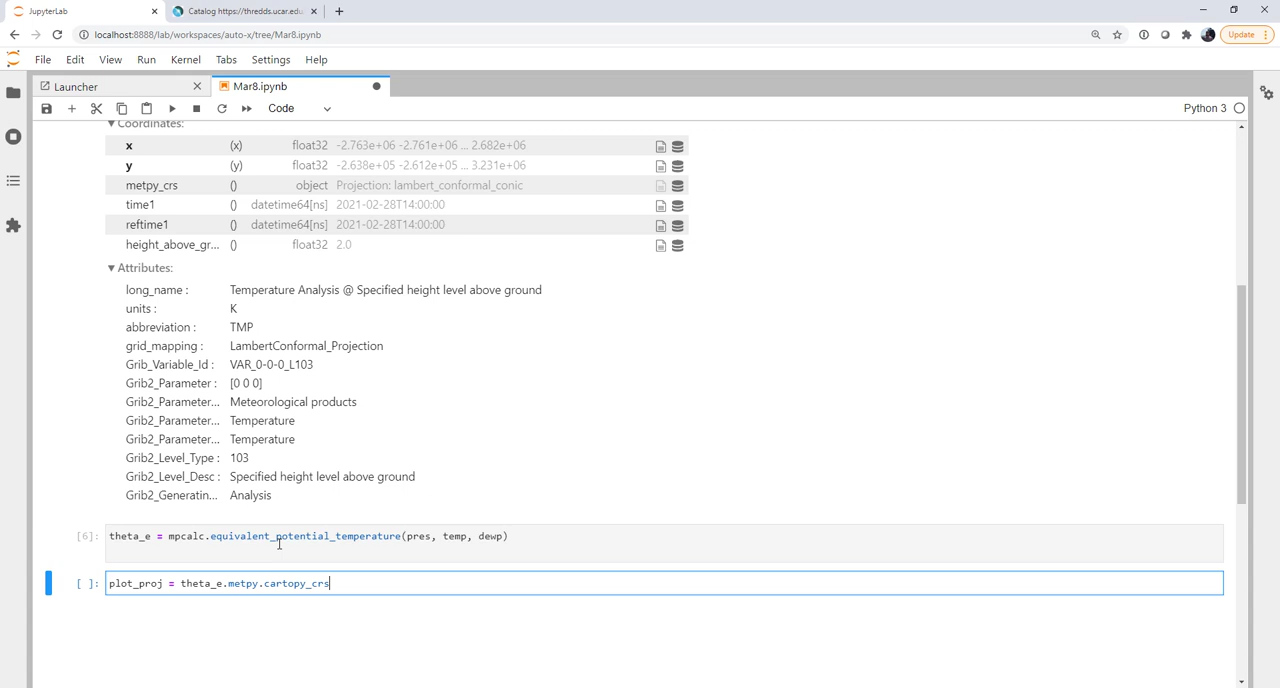 JupyterLab
Catalog https://thredds.ucar.edu
localhost:8888/lab/workspaces/auto-x/tree/Mar8.ipynb
Update
File Edit View Run Kernel Tabs Settings Help
Launcher
Mar8.ipynb
Code
Python 3
Coordinates:
x (x) float32 -2.763e+06 -2.761e+06 ... 2.682e+06
y (y) float32 -2.638e+05 -2.612e+05 ... 3.231e+06
metpy_crs () object Projection: lambert_conformal_conic
time1 () datetime64[ns] 2021-02-28T14:00:00
reftime1 () datetime64[ns] 2021-02-28T14:00:00
height_above_gr... () float32 2.0
Attributes:
long_name : Temperature Analysis @ Specified height level above ground
units : K
abbreviation : TMP
grid_mapping : LambertConformal_Projection
Grib_Variable_Id : VAR_0-0-0_L103
Grib2_Parameter : [0 0 0]
Grib2_Parameter... Meteorological products
Grib2_Parameter... Temperature
Grib2_Parameter... Temperature
Grib2_Level_Type : 103
Grib2_Level_Desc : Specified height level above ground
Grib2_Generatin... Analysis
[6]: theta_e = mpcalc.equivalent_potential_temperature(pres, temp, dewp)
[ ]: plot_proj = theta_e.metpy.cartopy_crs